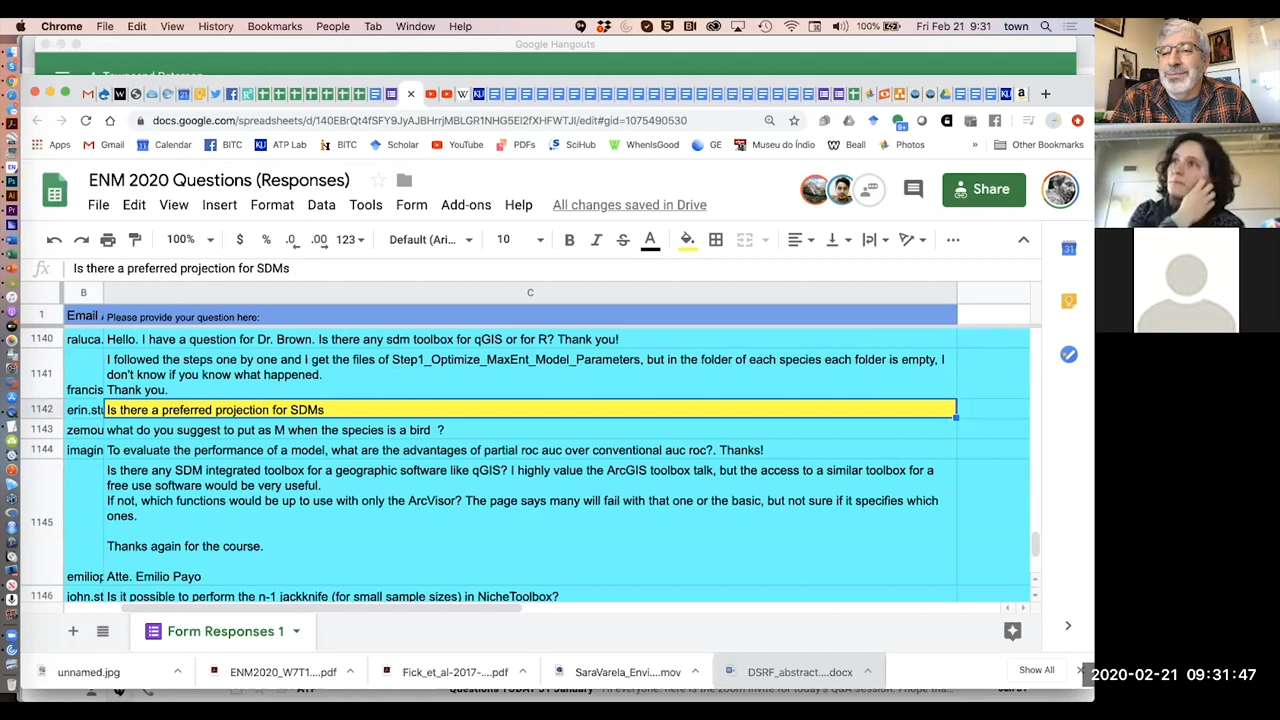 Chrome File Edit View History Bookmarks People Tab Window Help 100% Fri Feb 21 9:31 town
Google Hangouts
docs.google.com/spreadsheets/d/140EBrQt4fSFY9JyAJBHrrjMBLGR1NHG5EI2fXHFWTJI/edit#gid=1075490530
Apps Gmail Calendar BITC ATP Lab BITC Scholar YouTube PDFs SciHub WhenIsGood GE Museu do Índio Beall Photos » Other Bookmarks
ENM 2020 Questions (Responses)
Share
File Edit View Insert Format Data Tools Form Add-ons Help All changes saved in Drive
100% $ % .0 .00 123 Default (Ari... 10 B I S A
fx Is there a preferred projection for SDMs
B C
1 Email Please provide your question here:
1140 raluca. Hello. I have a question for Dr. Brown. Is there any sdm toolbox for qGIS or for R? Thank you!
I followed the steps one by one and I get the files of Step1_Optimize_MaxEnt_Model_Parameters, but in the folder of each species each folder is empty, I
1141 don't know if you know what happened.
francis Thank you.
1142 erin.stu Is there a preferred projection for SDMs
1143 zemou what do you suggest to put as M when the species is a bird ?
1144 imagin To evaluate the performance of a model, what are the advantages of partial roc auc over conventional auc roc?. Thanks!
Is there any SDM integrated toolbox for a geographic software like qGIS? I highly value the ArcGIS toolbox talk, but the access to a similar toolbox for a
free use software would be very useful.
If not, which functions would be up to use with only the ArcVisor? The page says many will fail with that one or the basic, but not sure if it specifies which
ones.
1145
Thanks again for the course.
emiliop Atte. Emilio Payo
1146 john.st Is it possible to perform the n-1 jackknife (for small sample sizes) in NicheToolbox?
Form Responses 1
unnamed.jpg ENM2020_W7T1....pdf Fick_et_al-2017-....pdf SaraVarela_Envi....mov DSRF_abstract....docx Show All
2020-02-21 09:31:47